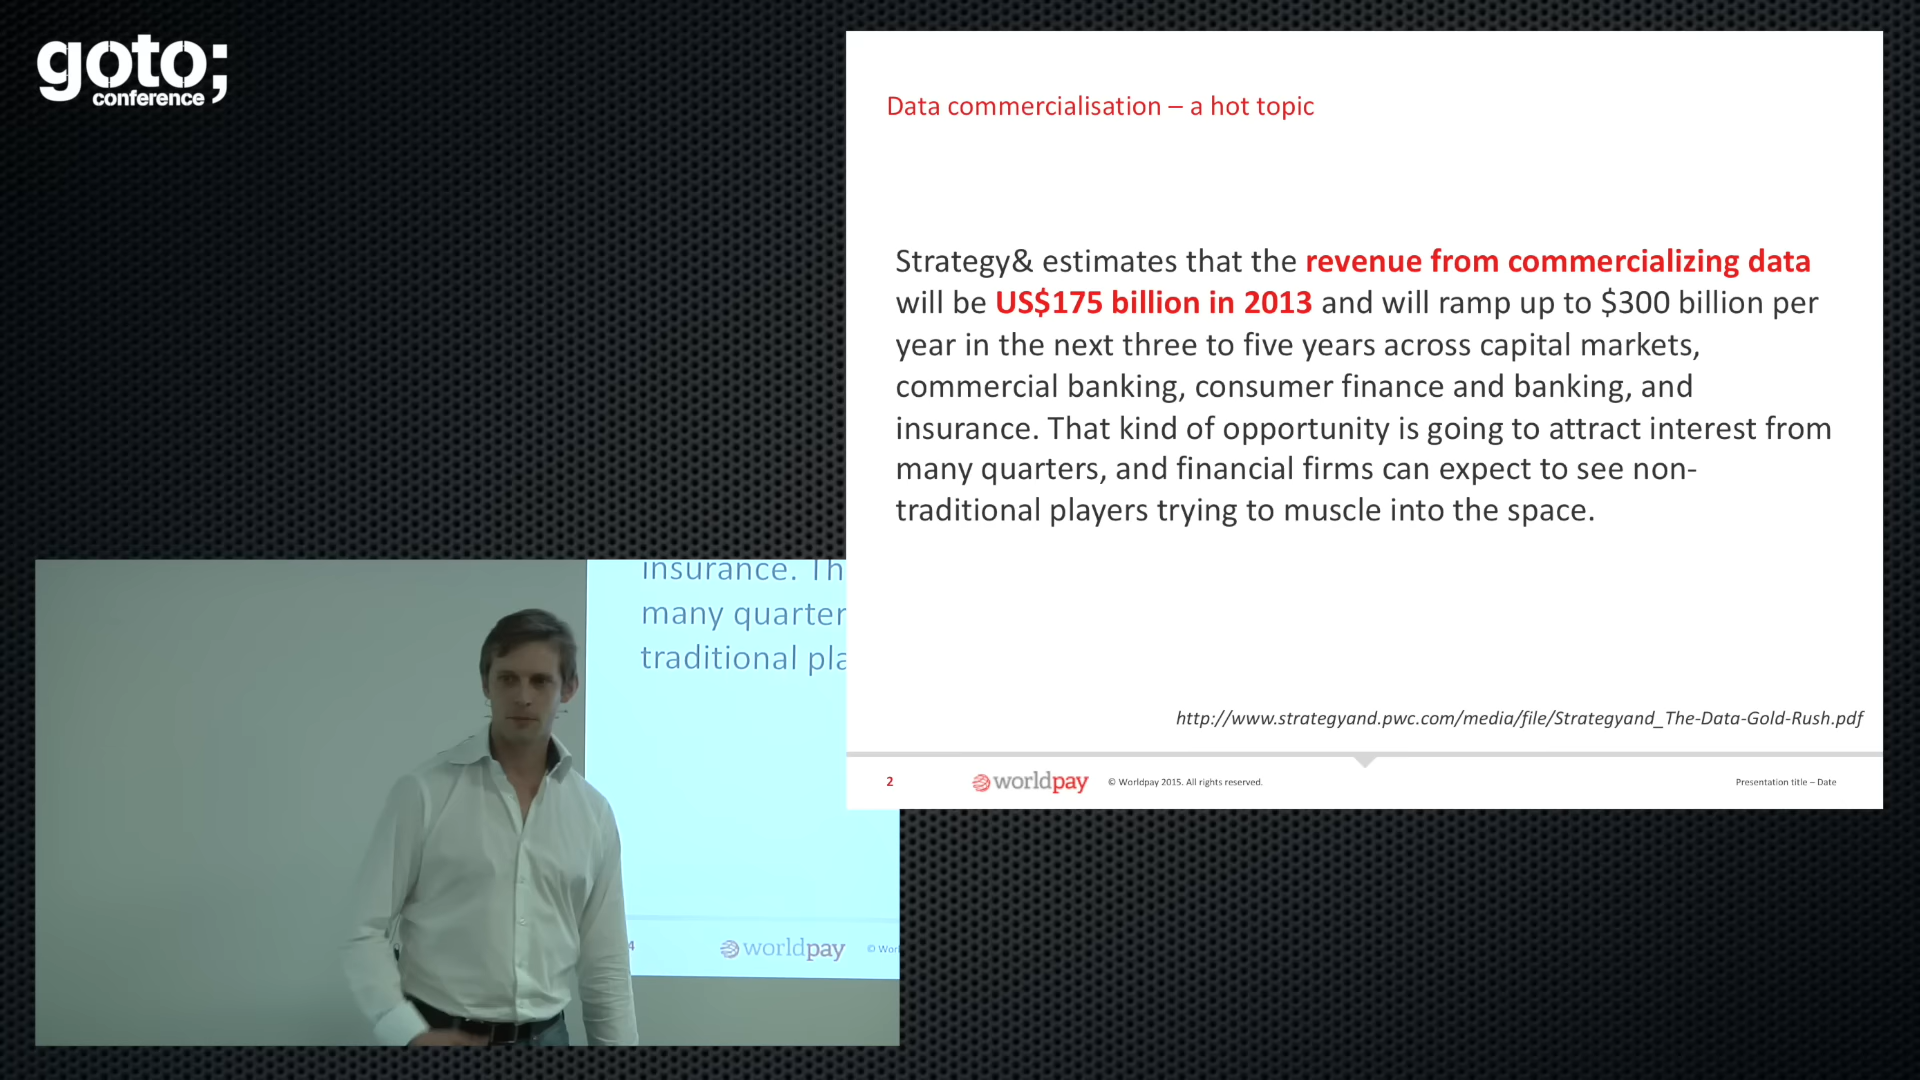 goto;
conference
Data commercialisation – a hot topic
Strategy& estimates that the revenue from commercializing data
will be US$175 billion in 2013 and will ramp up to $300 billion per
year in the next three to five years across capital markets,
commercial banking, consumer finance and banking, and
insurance. That kind of opportunity is going to attract interest from
many quarters, and financial firms can expect to see non-
traditional players trying to muscle into the space.
http://www.strategyand.pwc.com/media/file/Strategyand_The-Data-Gold-Rush.pdf
2
worldpay
© Worldpay 2015. All rights reserved.
Presentation title – Date
insurance. Th
many quarter
traditional pla
4
worldpay
© Wor